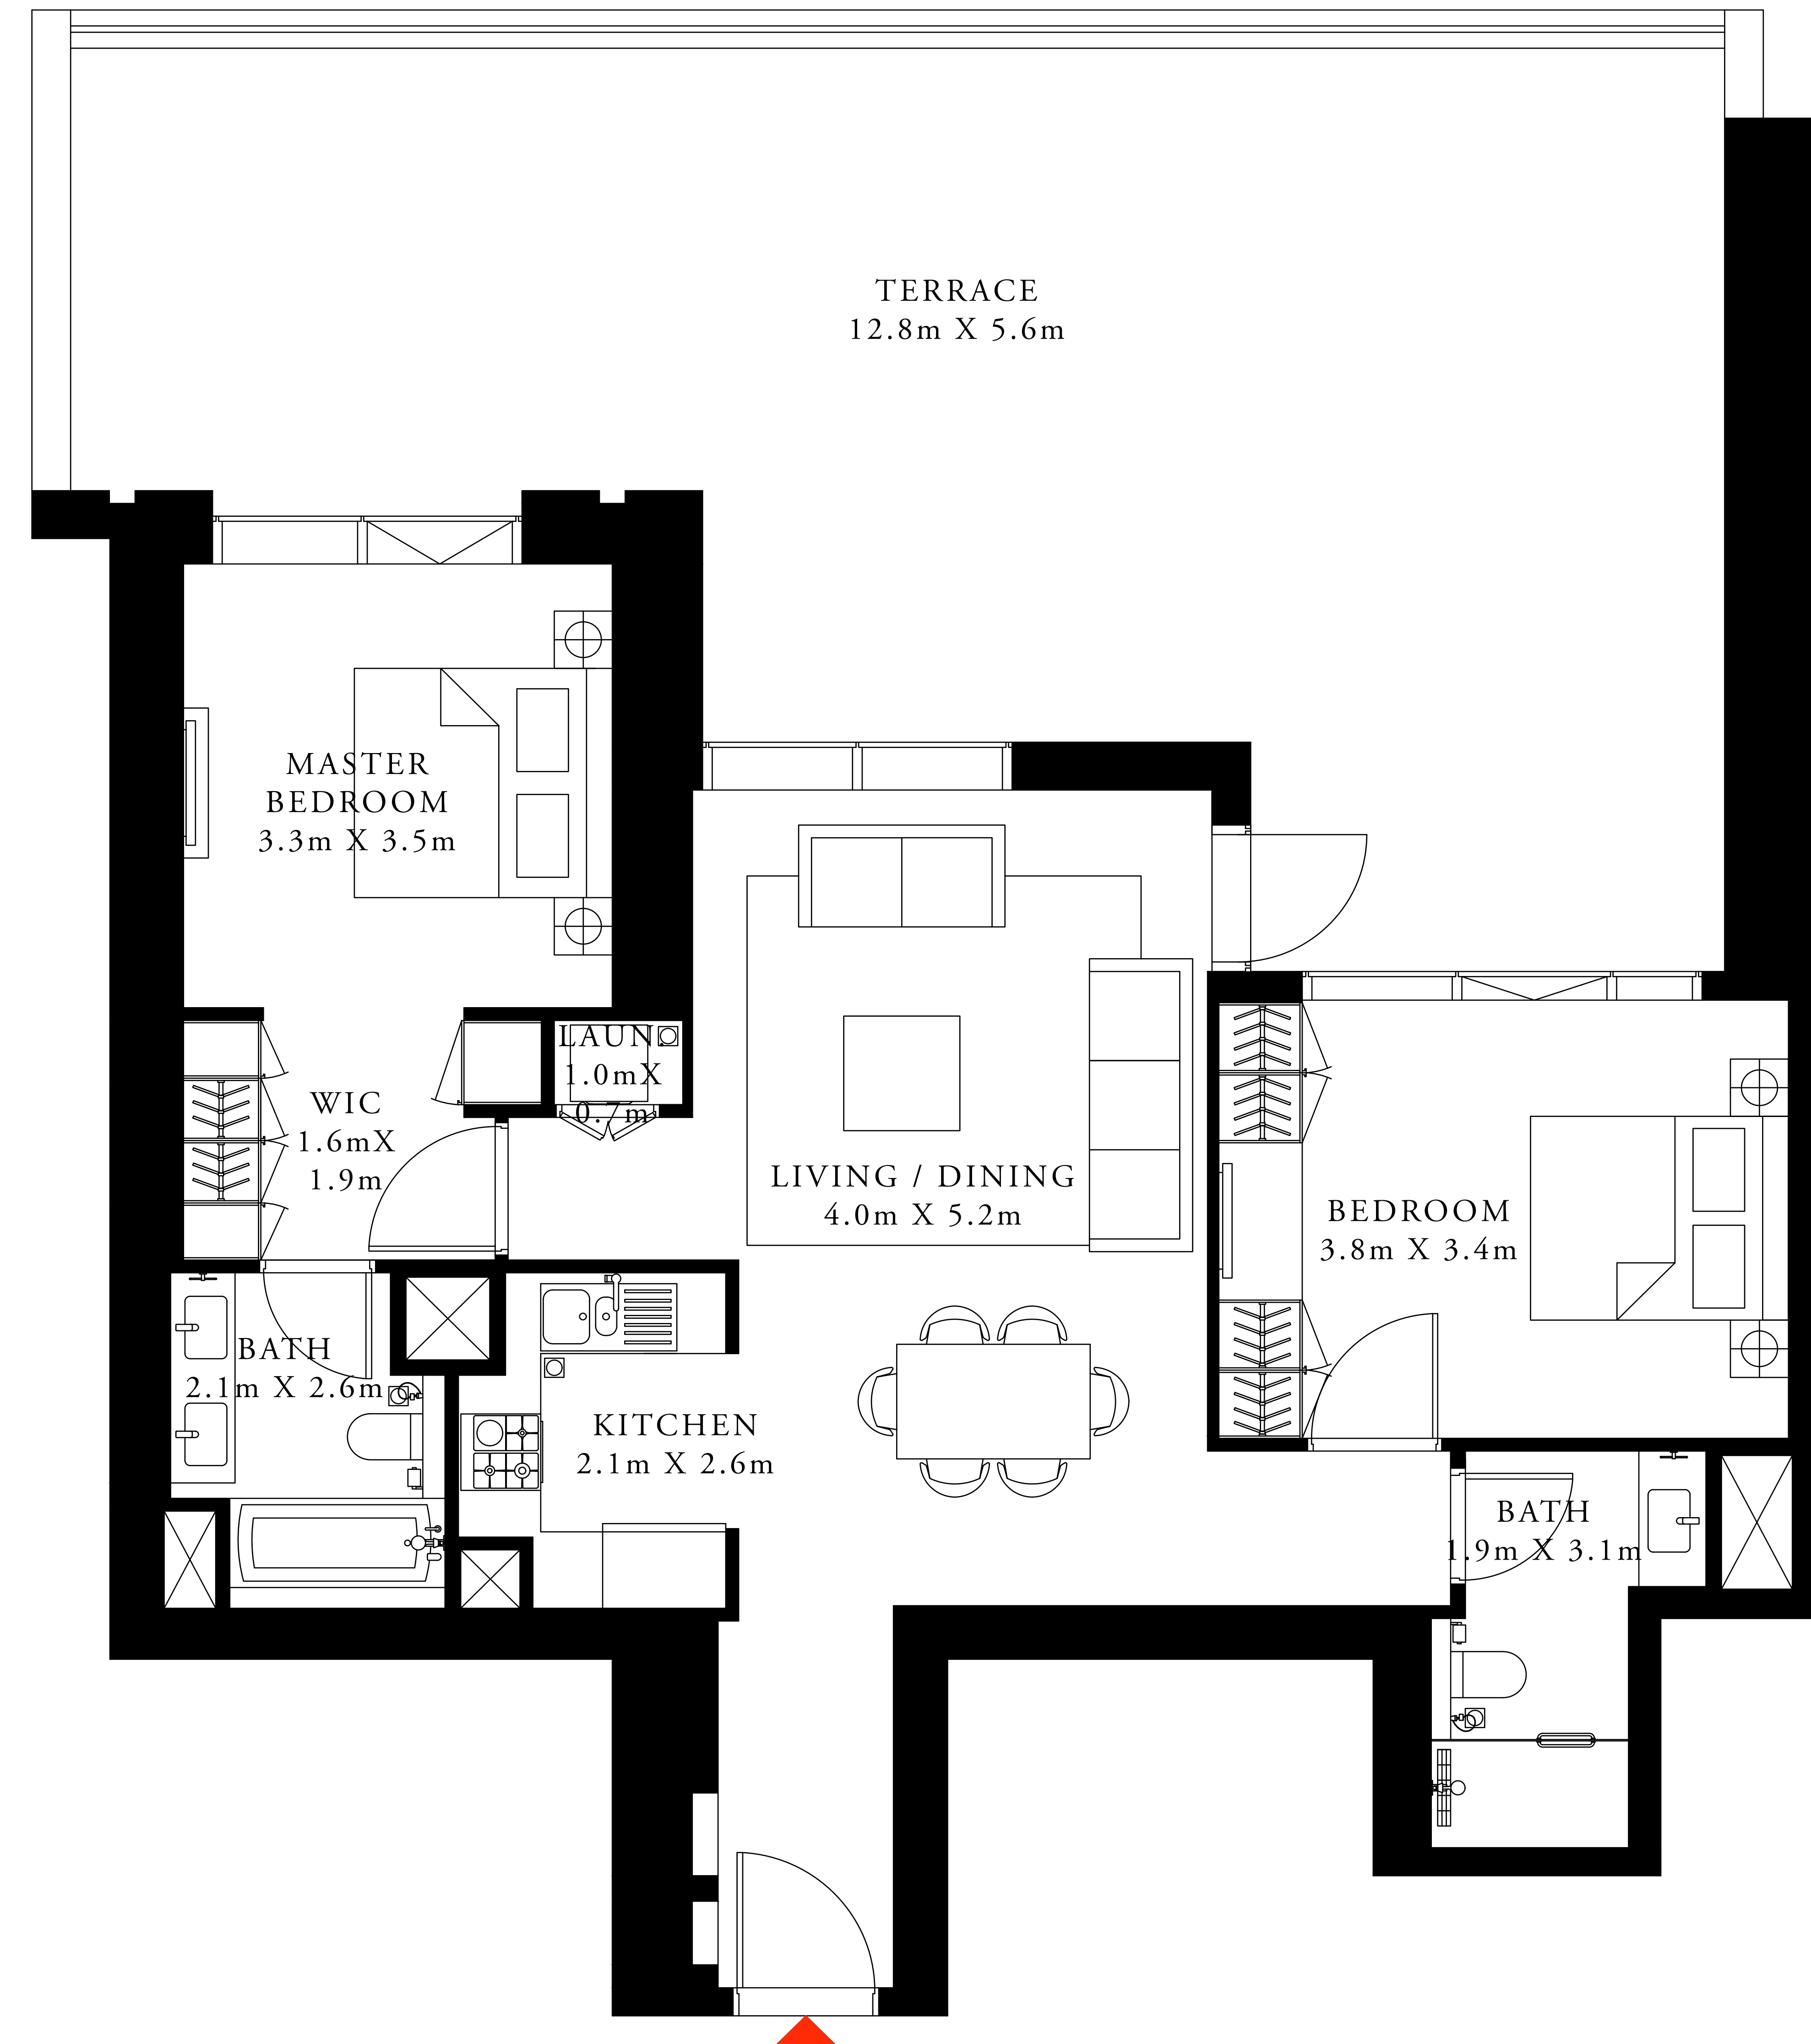 TERRACE
12.8m X 5.6m
MASTER
BEDROOM
3.3m X 3.5m
LAUN.
1.0mX
0.7m
WIC
1.6mX
1.9m
LIVING / DINING
4.0m X 5.2m
BEDROOM
3.8m X 3.4m
BATH
2.1m X 2.6m
KITCHEN
2.1m X 2.6m
BATH
1.9m X 3.1m